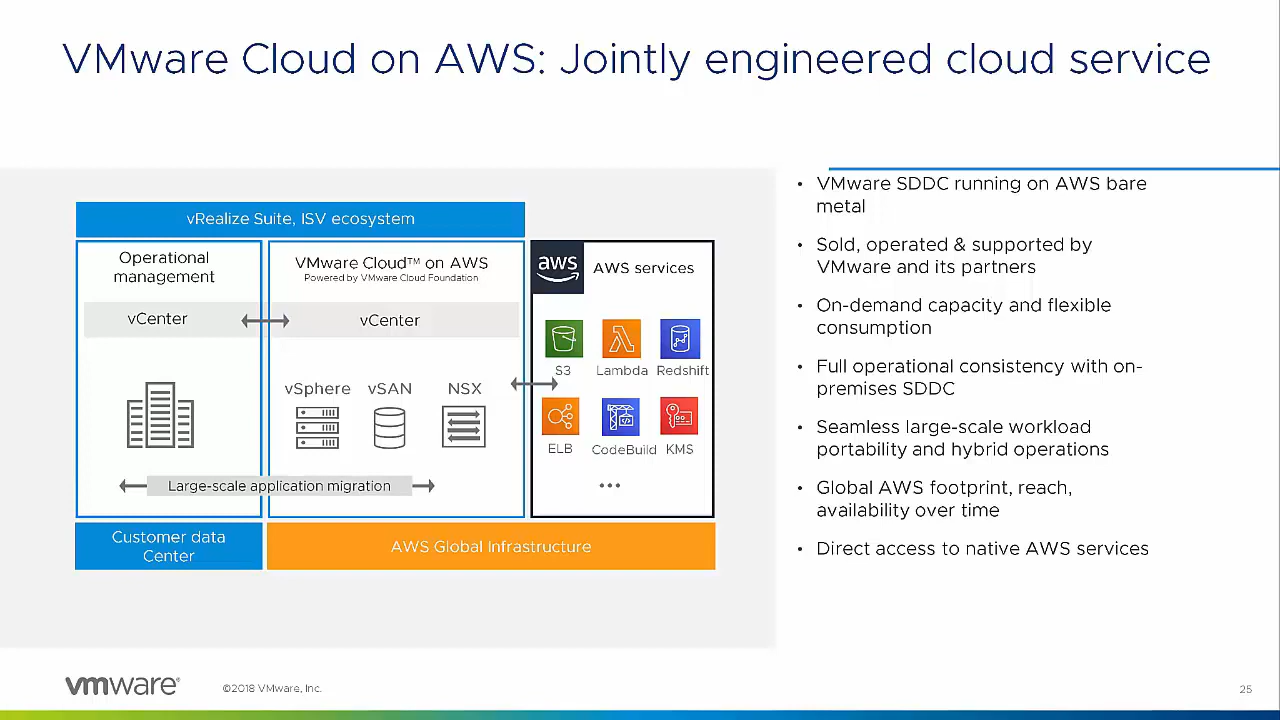 VMware Cloud on AWS: Jointly engineered cloud service
vRealize Suite, ISV ecosystem
Operational
management
vCenter
VMware Cloud™ on AWS
Powered by VMware Cloud Foundation
vCenter
vSphere
vSAN
NSX
Large-scale application migration
aws
AWS services
S3
Lambda
Redshift
ELB
CodeBuild
KMS
Customer data
Center
AWS Global Infrastructure
• VMware SDDC running on AWS bare
metal
• Sold, operated & supported by
VMware and its partners
• On-demand capacity and flexible
consumption
• Full operational consistency with on-
premises SDDC
• Seamless large-scale workload
portability and hybrid operations
• Global AWS footprint, reach,
availability over time
• Direct access to native AWS services
vmware®
©2018 VMware, Inc.
25